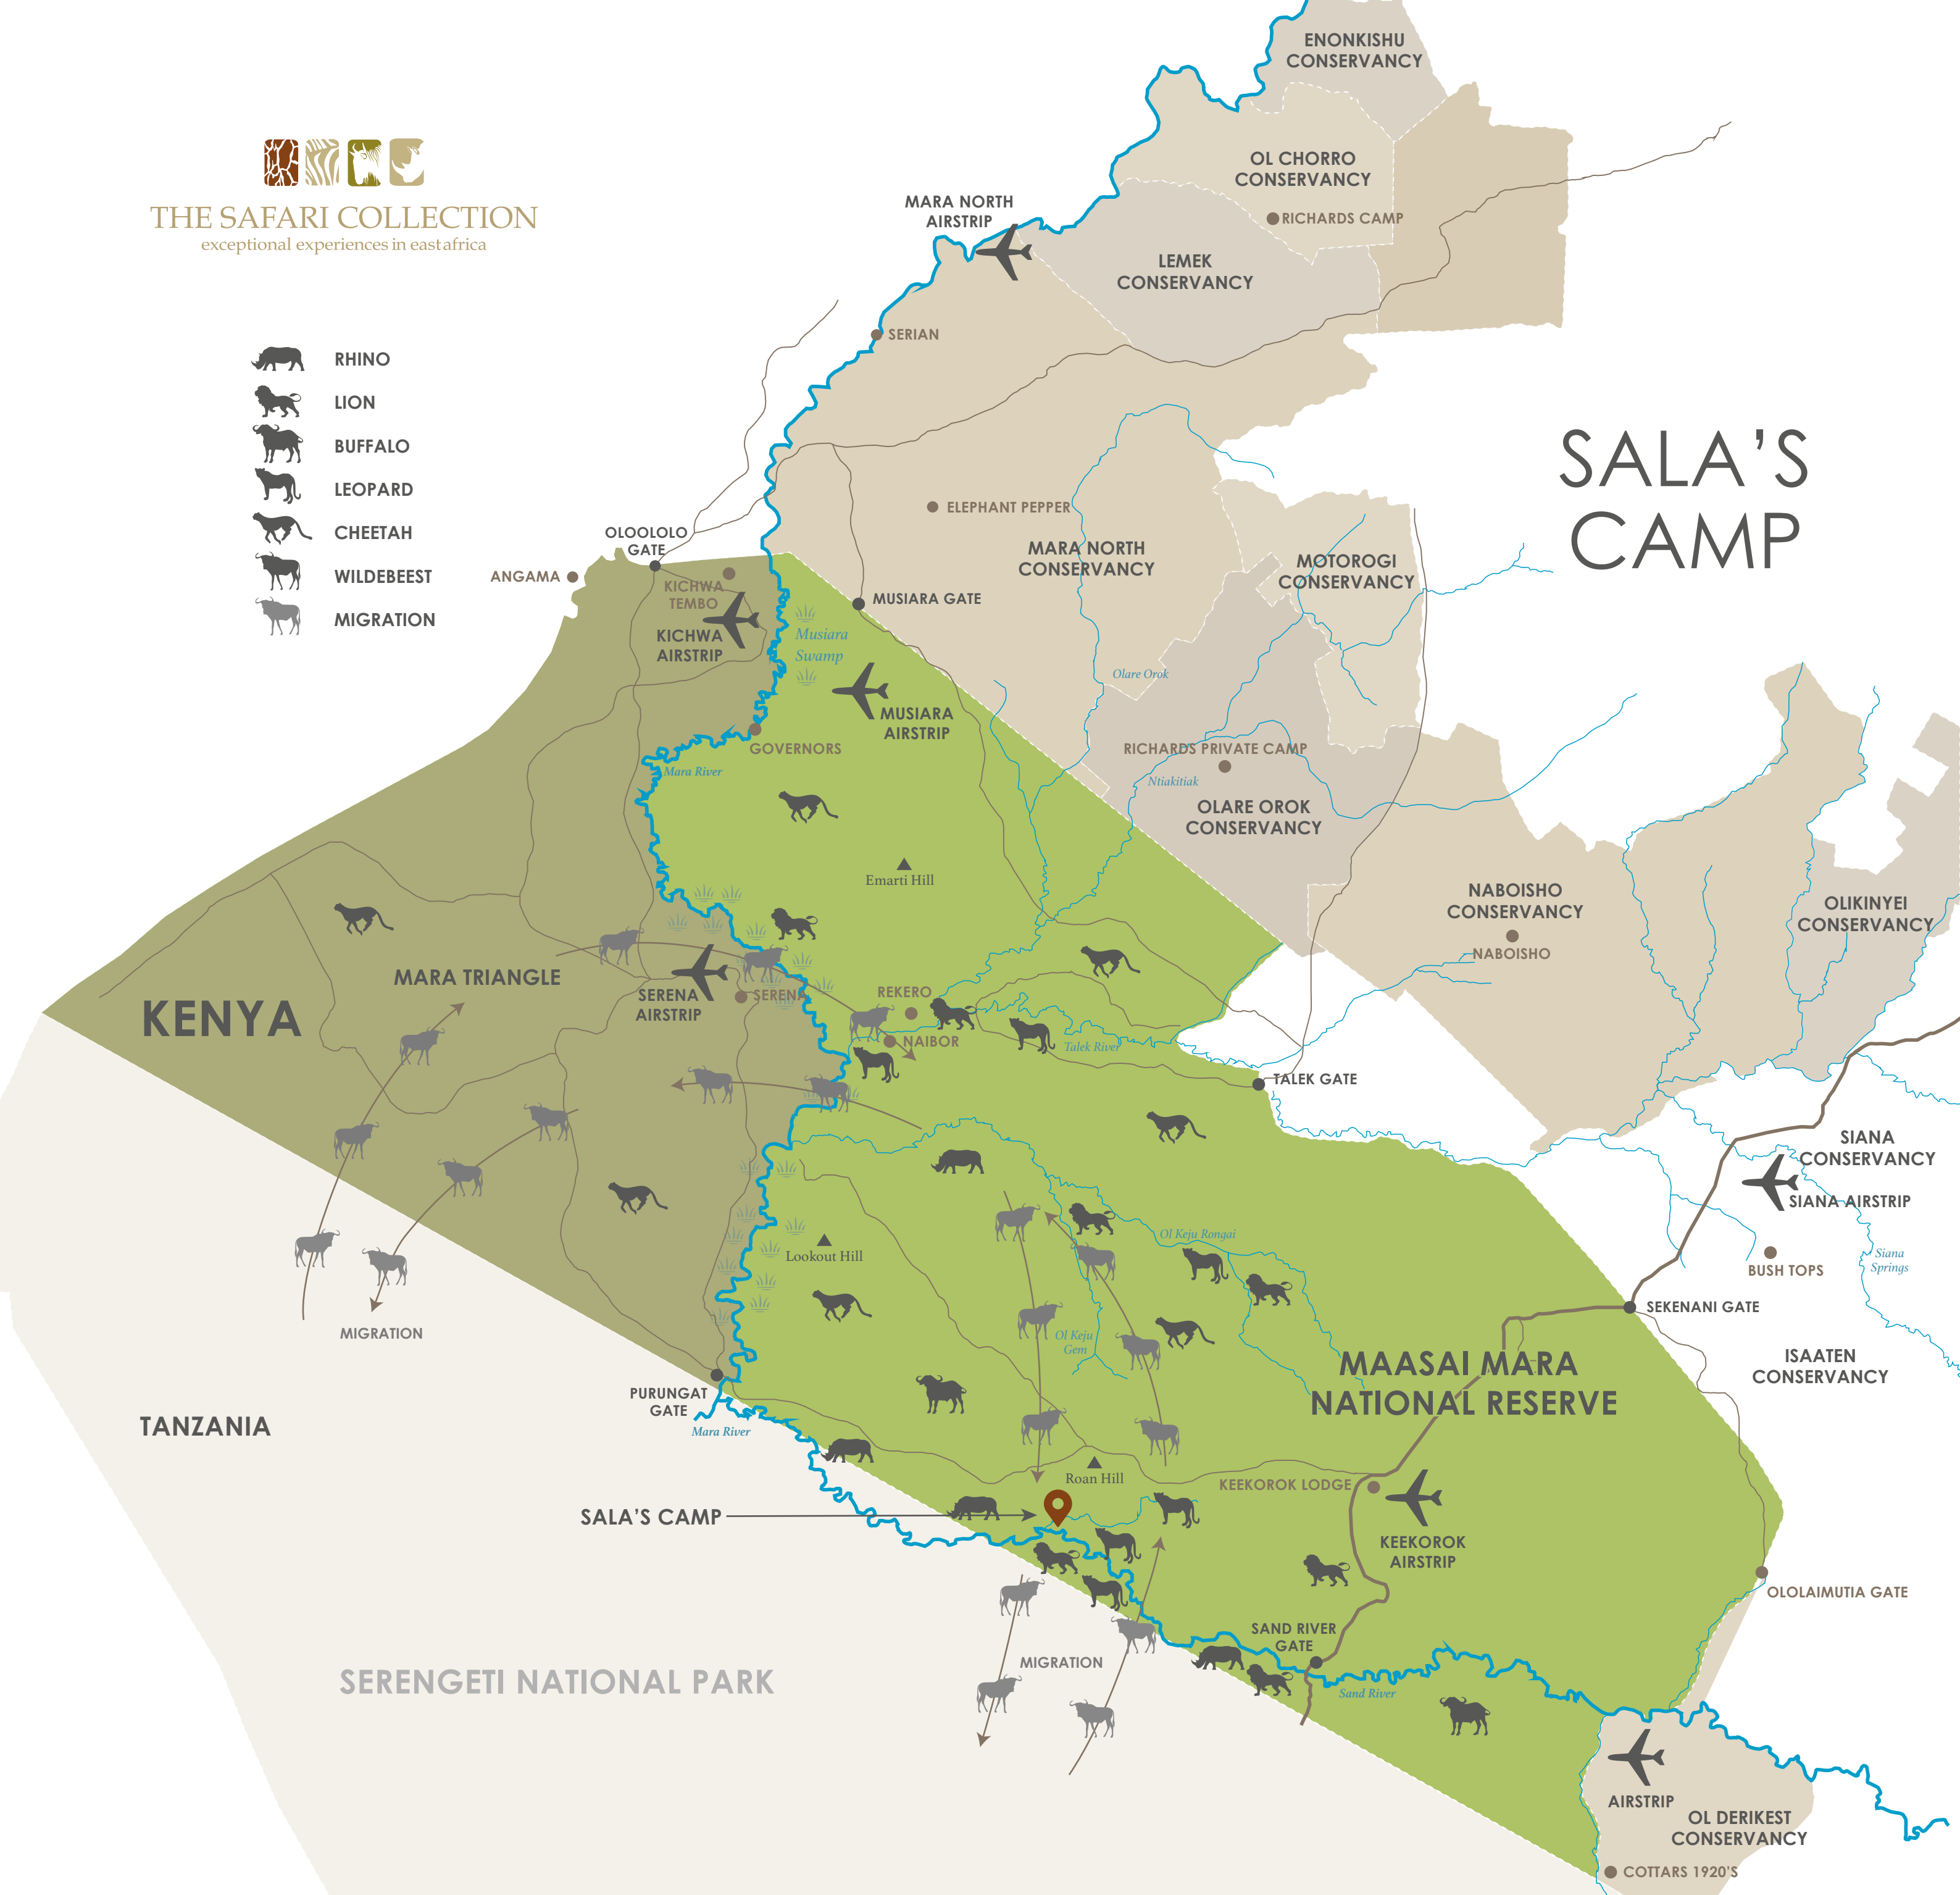 ENONKISHU
CONSERVANCY
OL CHORRO
CONSERVANCY
RICHARDS CAMP
MARA NORTH
AIRSTRIP
THE SAFARI COLLECTION
exceptional experiences in east africa
LEMEK
CONSERVANCY
SERIAN
RHINO
LION
BUFFALO
LEOPARD
CHEETAH
WILDEBEEST
MIGRATION
SALA'S
CAMP
ELEPHANT PEPPER
OLOOLOLO
GATE
MARA NORTH
CONSERVANCY
MOTOROGI
CONSERVANCY
ANGAMA
KICHWA
TEMBO
MUSIARA GATE
KICHWA
AIRSTRIP
Musiara
Swamp
Olare Orok
MUSIARA
AIRSTRIP
GOVERNORS
RICHARDS PRIVATE CAMP
Mara River
Ntiakitiak
OLARE OROK
CONSERVANCY
Emarti Hill
NABOISHO
CONSERVANCY
NABOISHO
OLIKINYEI
CONSERVANCY
MARA TRIANGLE
KENYA
SERENA
AIRSTRIP
SERENA
REKERO
NAIBOR
Talek River
TALEK GATE
SIANA
CONSERVANCY
SIANA AIRSTRIP
Ol Keju Rongai
Lookout Hill
Siana
Springs
BUSH TOPS
SEKENANI GATE
MIGRATION
Ol Keju
Gem
MAASAI MARA
NATIONAL RESERVE
ISAATEN
CONSERVANCY
PURUNGAT
GATE
TANZANIA
Mara River
Roan Hill
KEEKOROK LODGE
SALA'S CAMP
KEEKOROK
AIRSTRIP
OLOLAIMUTIA GATE
SAND RIVER
GATE
MIGRATION
SERENGETI NATIONAL PARK
Sand River
AIRSTRIP
OL DERIKEST
CONSERVANCY
COTTARS 1920'S